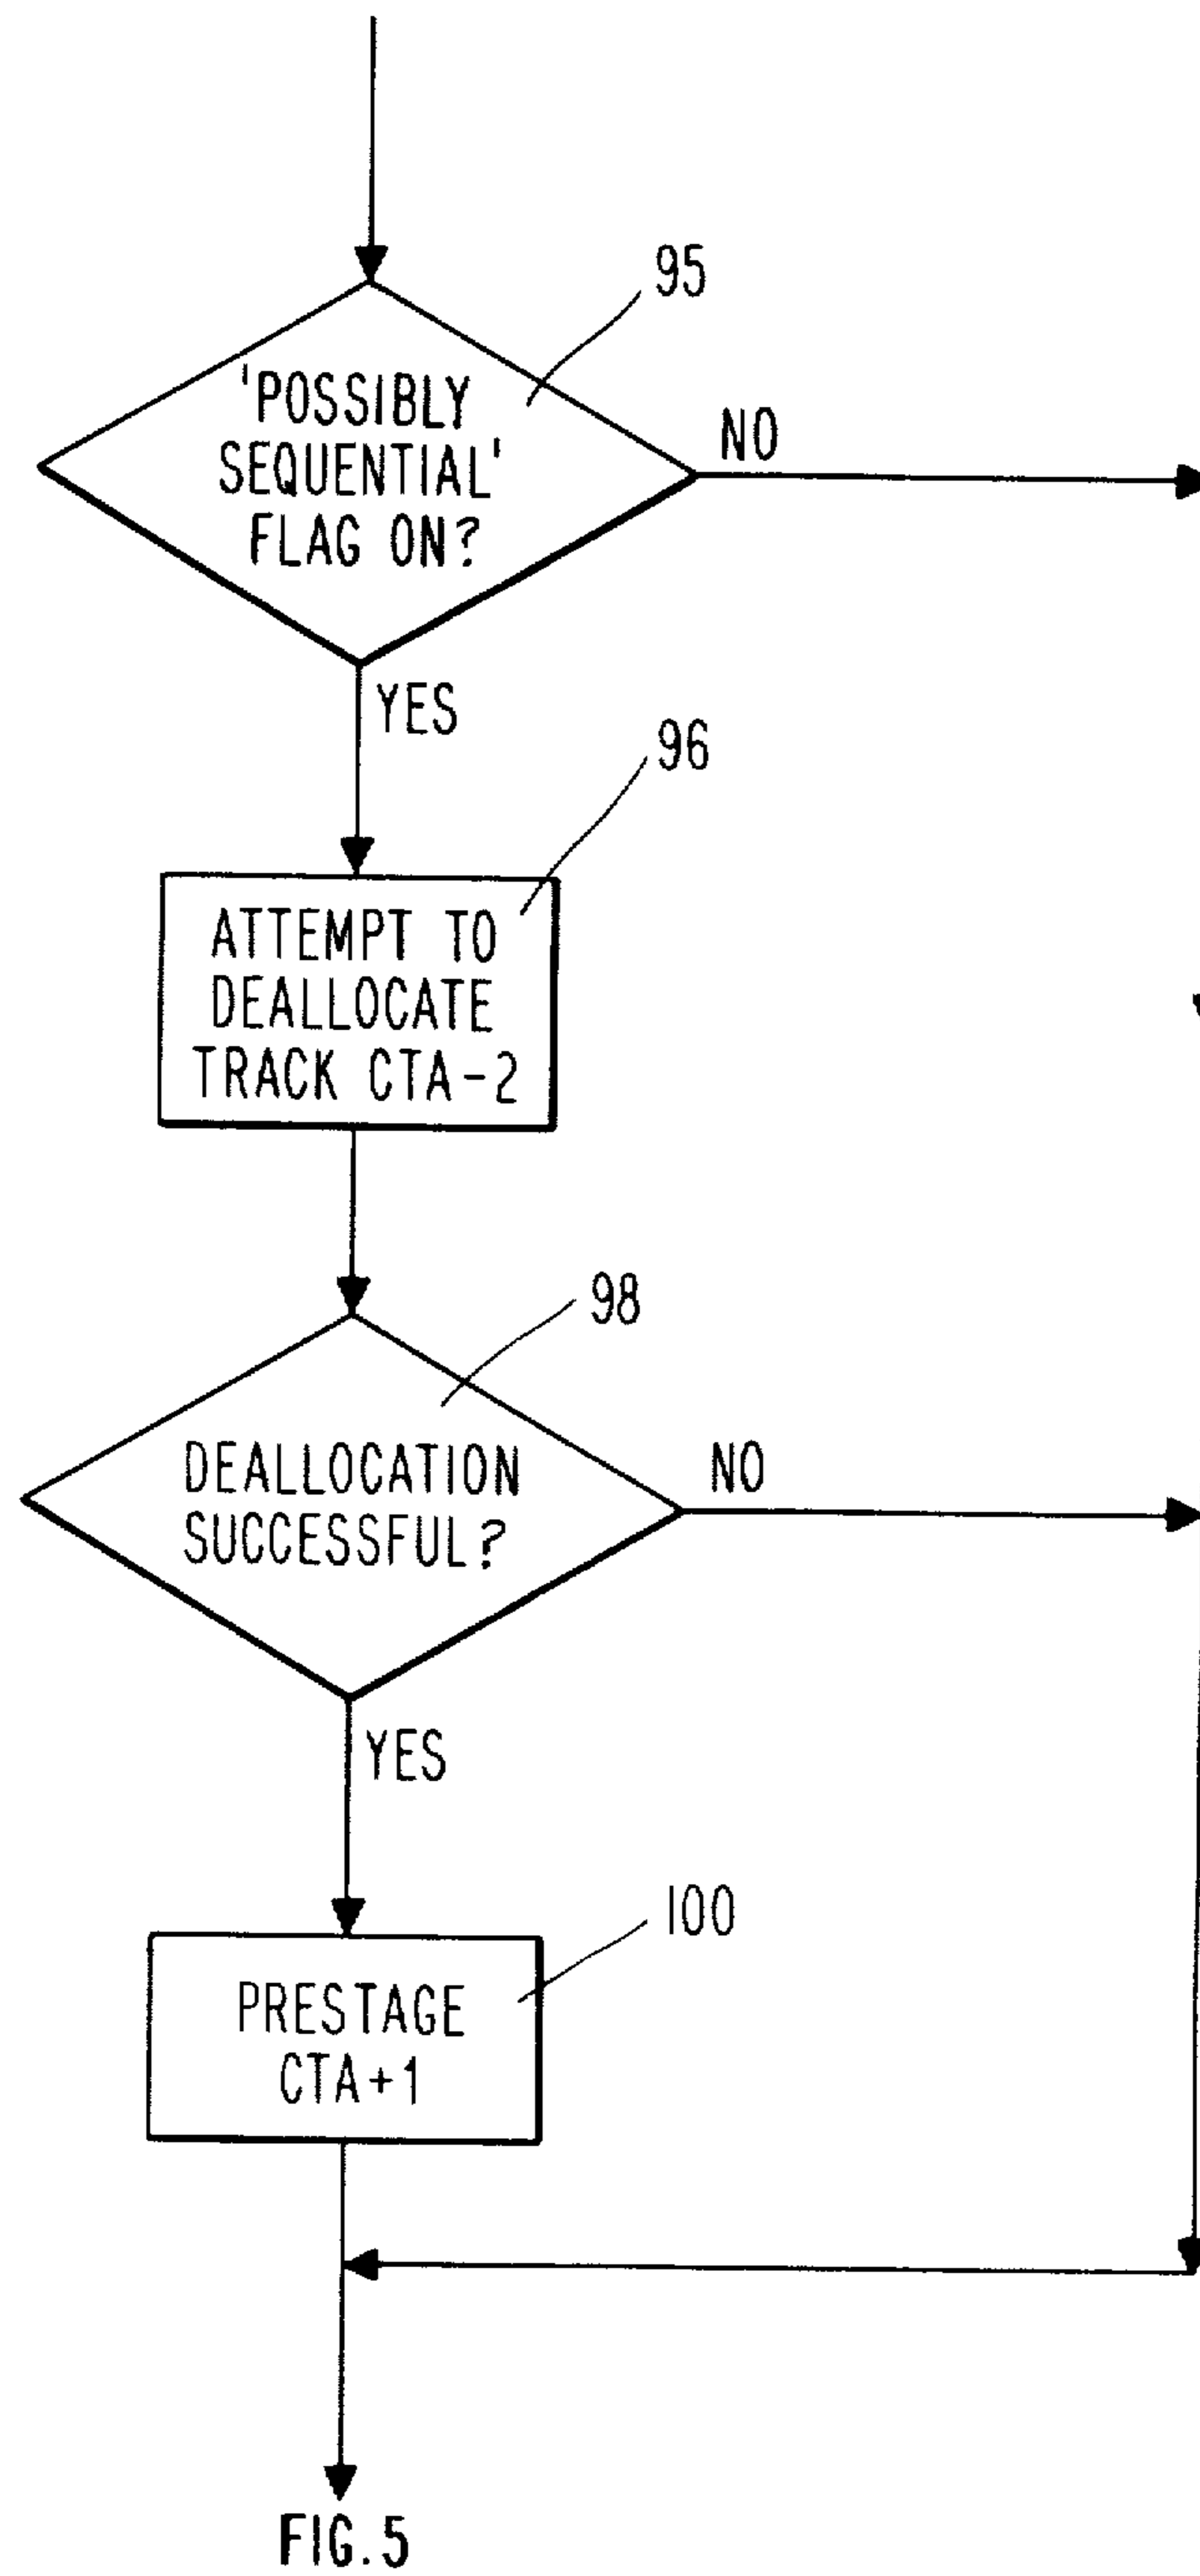 95
'POSSIBLY
SEQUENTIAL'
FLAG ON?
NO
YES
96
ATTEMPT TO
DEALLOCATE
TRACK CTA-2
98
DEALLOCATION
SUCCESSFUL?
NO
YES
100
PRESTAGE
CTA+1
FIG.5